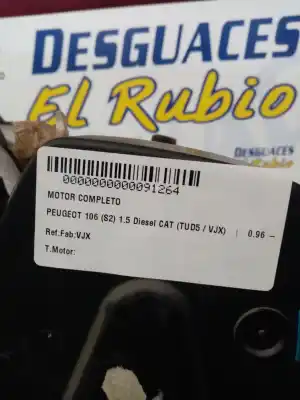 DESGUACES
El Rubio
DESGUACES
El Rubio
0000000000091264
MOTOR COMPLETO
PEUGEOT 106 (S2) 1.5 Diesel CAT (TUD5 / VJX) | 0.96 –
Ref.Fab:VJX
T.Motor: